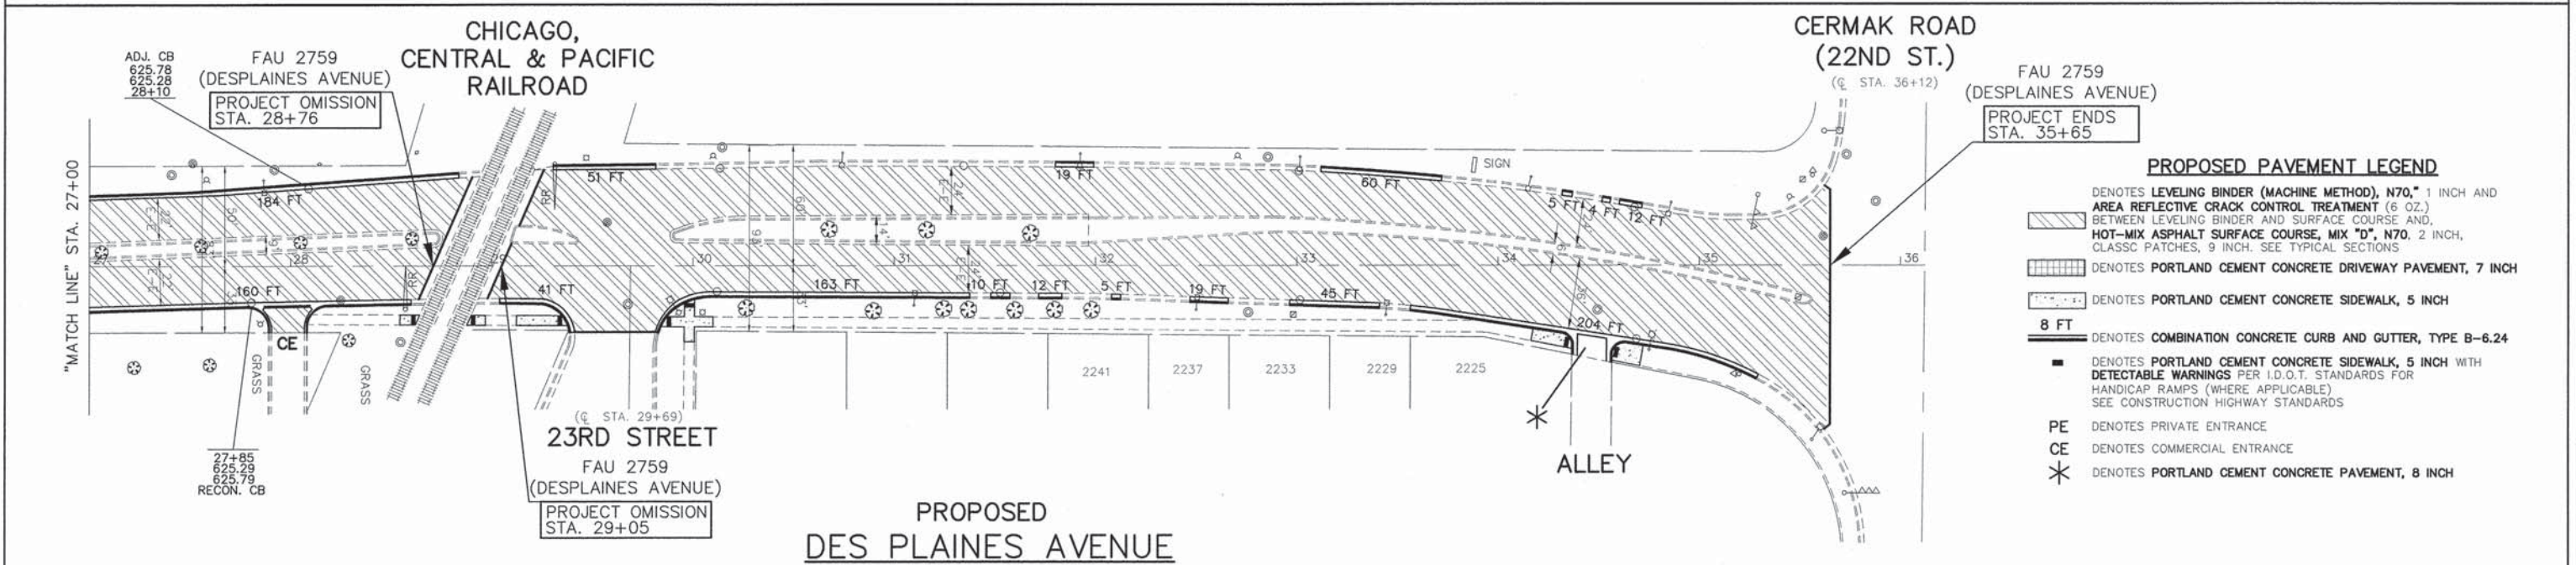 CHICAGO,
CENTRAL & PACIFIC
RAILROAD
ADJ. CB
625.78
625.28
28+10
FAU 2759
(DESPLAINES AVENUE)
PROJECT OMISSION
STA. 28+76
"MATCH LINE" STA. 27+00
CERMAK ROAD
(22ND ST.)
(℄ STA. 36+12)
FAU 2759
(DESPLAINES AVENUE)
PROJECT ENDS
STA. 35+65
184 FT
51 FT
19 FT
60 FT
SIGN
5 FT
4 FT
12 FT
RR
RR
28
29
30
31
32
33
34
35
36
160 FT
41 FT
163 FT
10 FT
12 FT
5 FT
19 FT
45 FT
204 FT
CE
GRASS
GRASS
2241
2237
2233
2229
2225
27+85
625.29
625.79
RECON. CB
(℄ STA. 29+69)
23RD STREET
FAU 2759
(DESPLAINES AVENUE)
PROJECT OMISSION
STA. 29+05
ALLEY
PROPOSED
DES PLAINES AVENUE
PROPOSED PAVEMENT LEGEND
DENOTES LEVELING BINDER (MACHINE METHOD), N70," 1 INCH AND
AREA REFLECTIVE CRACK CONTROL TREATMENT (6 OZ.)
BETWEEN LEVELING BINDER AND SURFACE COURSE AND,
HOT-MIX ASPHALT SURFACE COURSE, MIX "D", N70, 2 INCH,
CLASSC PATCHES, 9 INCH. SEE TYPICAL SECTIONS
DENOTES PORTLAND CEMENT CONCRETE DRIVEWAY PAVEMENT, 7 INCH
DENOTES PORTLAND CEMENT CONCRETE SIDEWALK, 5 INCH
8 FT
DENOTES COMBINATION CONCRETE CURB AND GUTTER, TYPE B-6.24
DENOTES PORTLAND CEMENT CONCRETE SIDEWALK, 5 INCH WITH
DETECTABLE WARNINGS PER I.D.O.T. STANDARDS FOR
HANDICAP RAMPS (WHERE APPLICABLE)
SEE CONSTRUCTION HIGHWAY STANDARDS
PE DENOTES PRIVATE ENTRANCE
CE DENOTES COMMERCIAL ENTRANCE
DENOTES PORTLAND CEMENT CONCRETE PAVEMENT, 8 INCH